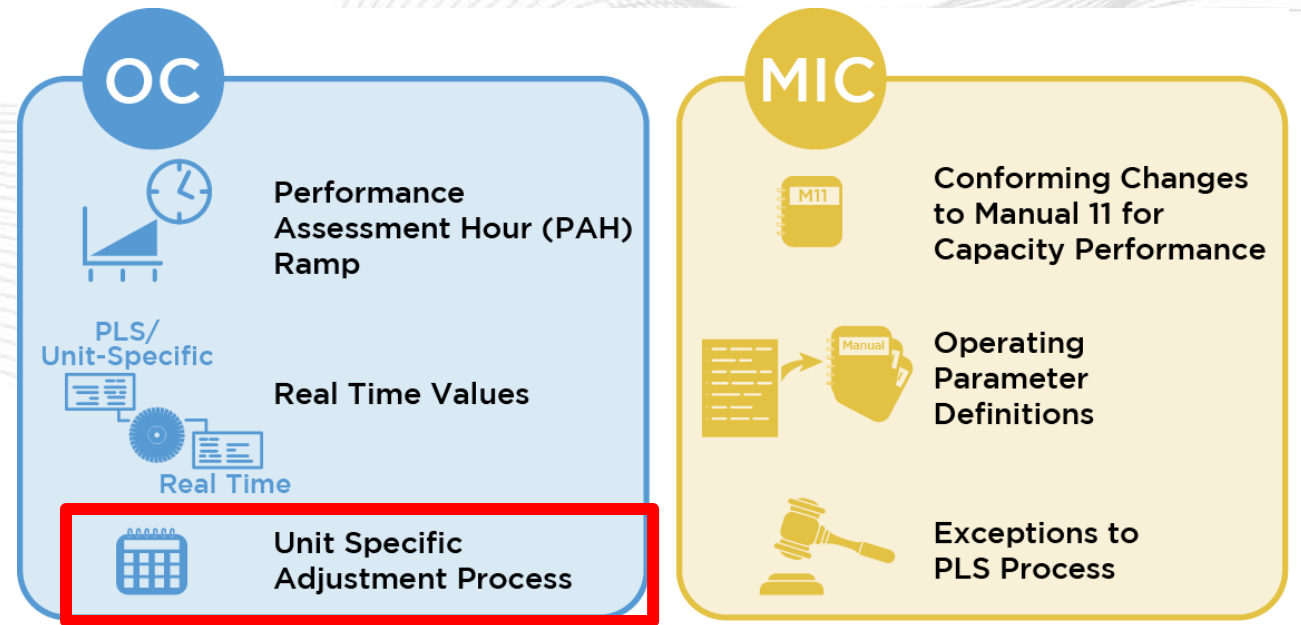 OC
Performance
Assessment Hour (PAH)
Ramp
PLS/
Unit-Specific
Real Time Values
Real Time
Unit Specific
Adjustment Process
MIC
M11
Conforming Changes
to Manual 11 for
Capacity Performance
Manual
Operating
Parameter
Definitions
Exceptions to
PLS Process